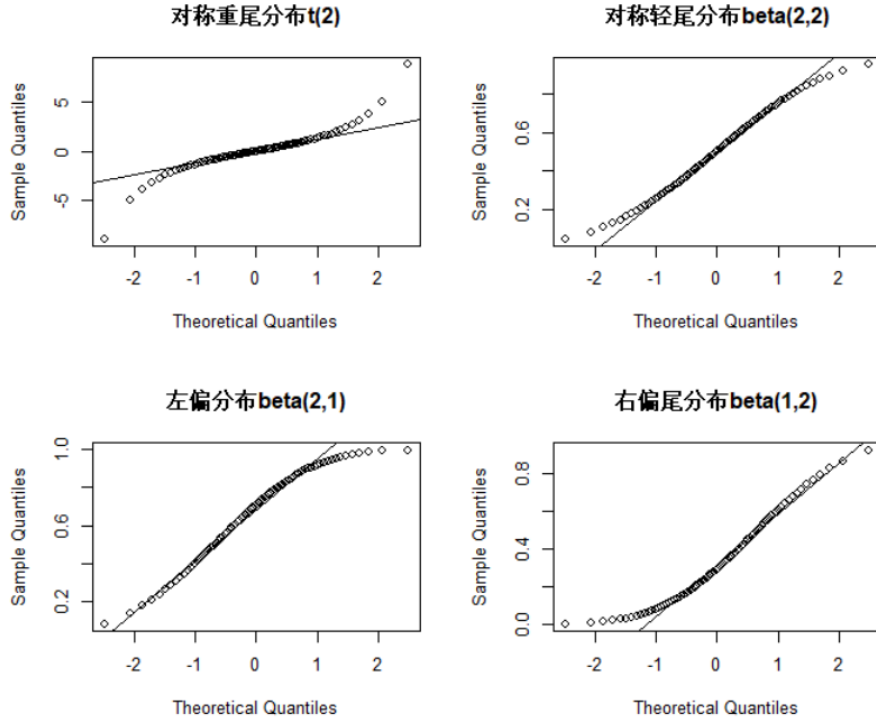 对称重尾分布t(2)
Sample Quantiles
5
0
-5
-2 -1 0 1 2
Theoretical Quantiles
对称轻尾分布beta(2,2)
Sample Quantiles
0.6
0.2
-2 -1 0 1 2
Theoretical Quantiles
左偏分布beta(2,1)
Sample Quantiles
1.0
0.6
0.2
-2 -1 0 1 2
Theoretical Quantiles
右偏尾分布beta(1,2)
Sample Quantiles
0.8
0.4
0.0
-2 -1 0 1 2
Theoretical Quantiles